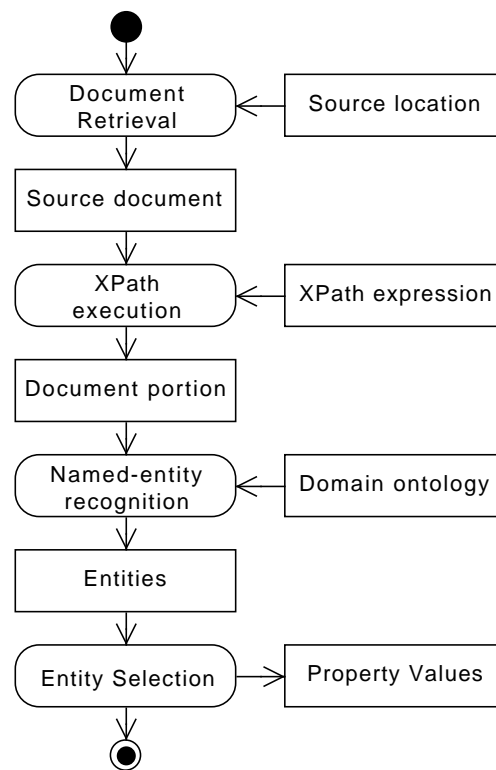 Document
Retrieval
Source location
Source document
XPath
execution
XPath expression
Document portion
Named-entity
recognition
Domain ontology
Entities
Entity Selection
Property Values